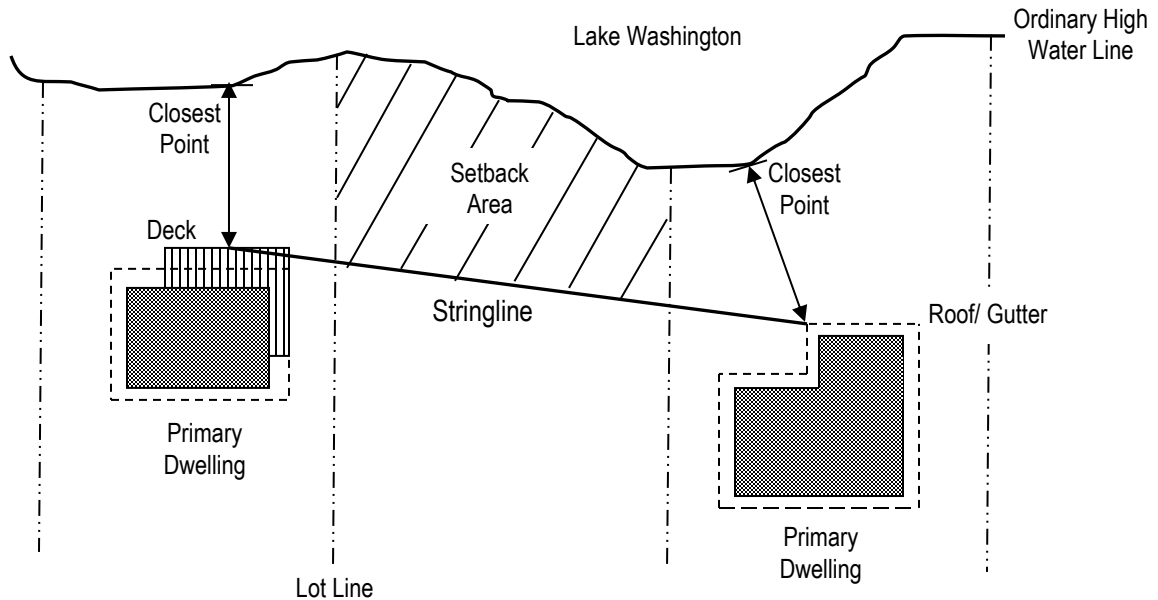 Lake Washington
Ordinary High
Water Line
Closest
Point
Setback
Area
Closest
Point
Deck
Stringline
Roof/ Gutter
Primary
Dwelling
Primary
Dwelling
Lot Line